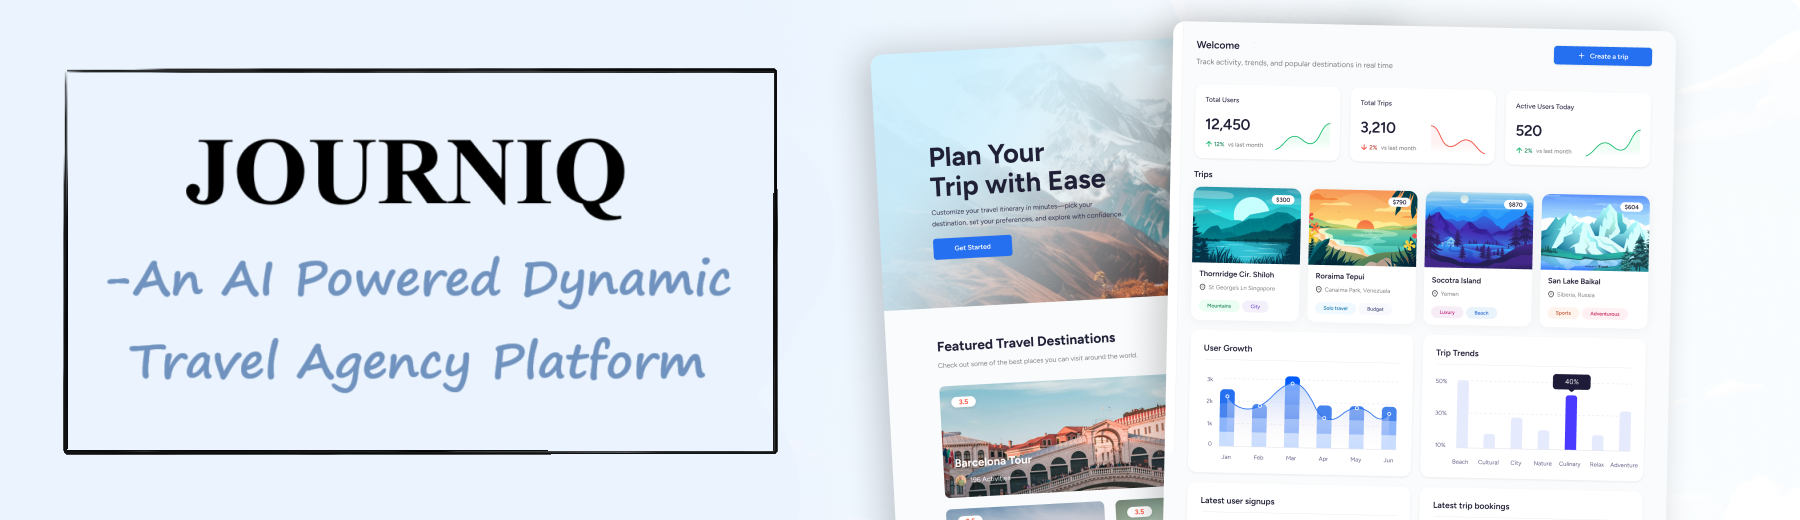 JOURNIQ
-An AI Powered Dynamic
Travel Agency Platform
Plan Your
Trip with Ease
Customize your travel itinerary in minutes—pick your
destination, set your preferences, and explore with confidence.
Get Started
Featured Travel Destinations
Check out some of the best places you can visit around the world.
3.5
Barcelona Tour
196 Activities
3.5
3.5
Welcome
Track activity, trends, and popular destinations in real time
+ Create a trip
Total Users
12,450
↑ 12% vs last month
Total Trips
3,210
↓ 2% vs last month
Active Users Today
520
↑ 2% vs last month
Trips
$300
Thornridge Cir. Shiloh
St George's Ln Singapore
Mountains City
$790
Roraima Tepui
Canaima Park, Venezuela
Solo travel Budget
$870
Socotra Island
Yemen
Luxury Beach
$604
San Lake Baikal
Siberia, Russia
Sports Adventurous
User Growth
3k
2k
1k
0
Jan Feb Mar Apr May Jun
Trip Trends
50%
30%
10%
40%
Beach Cultural City Nature Culinary Relax Adventure
Latest user signups
Latest trip bookings